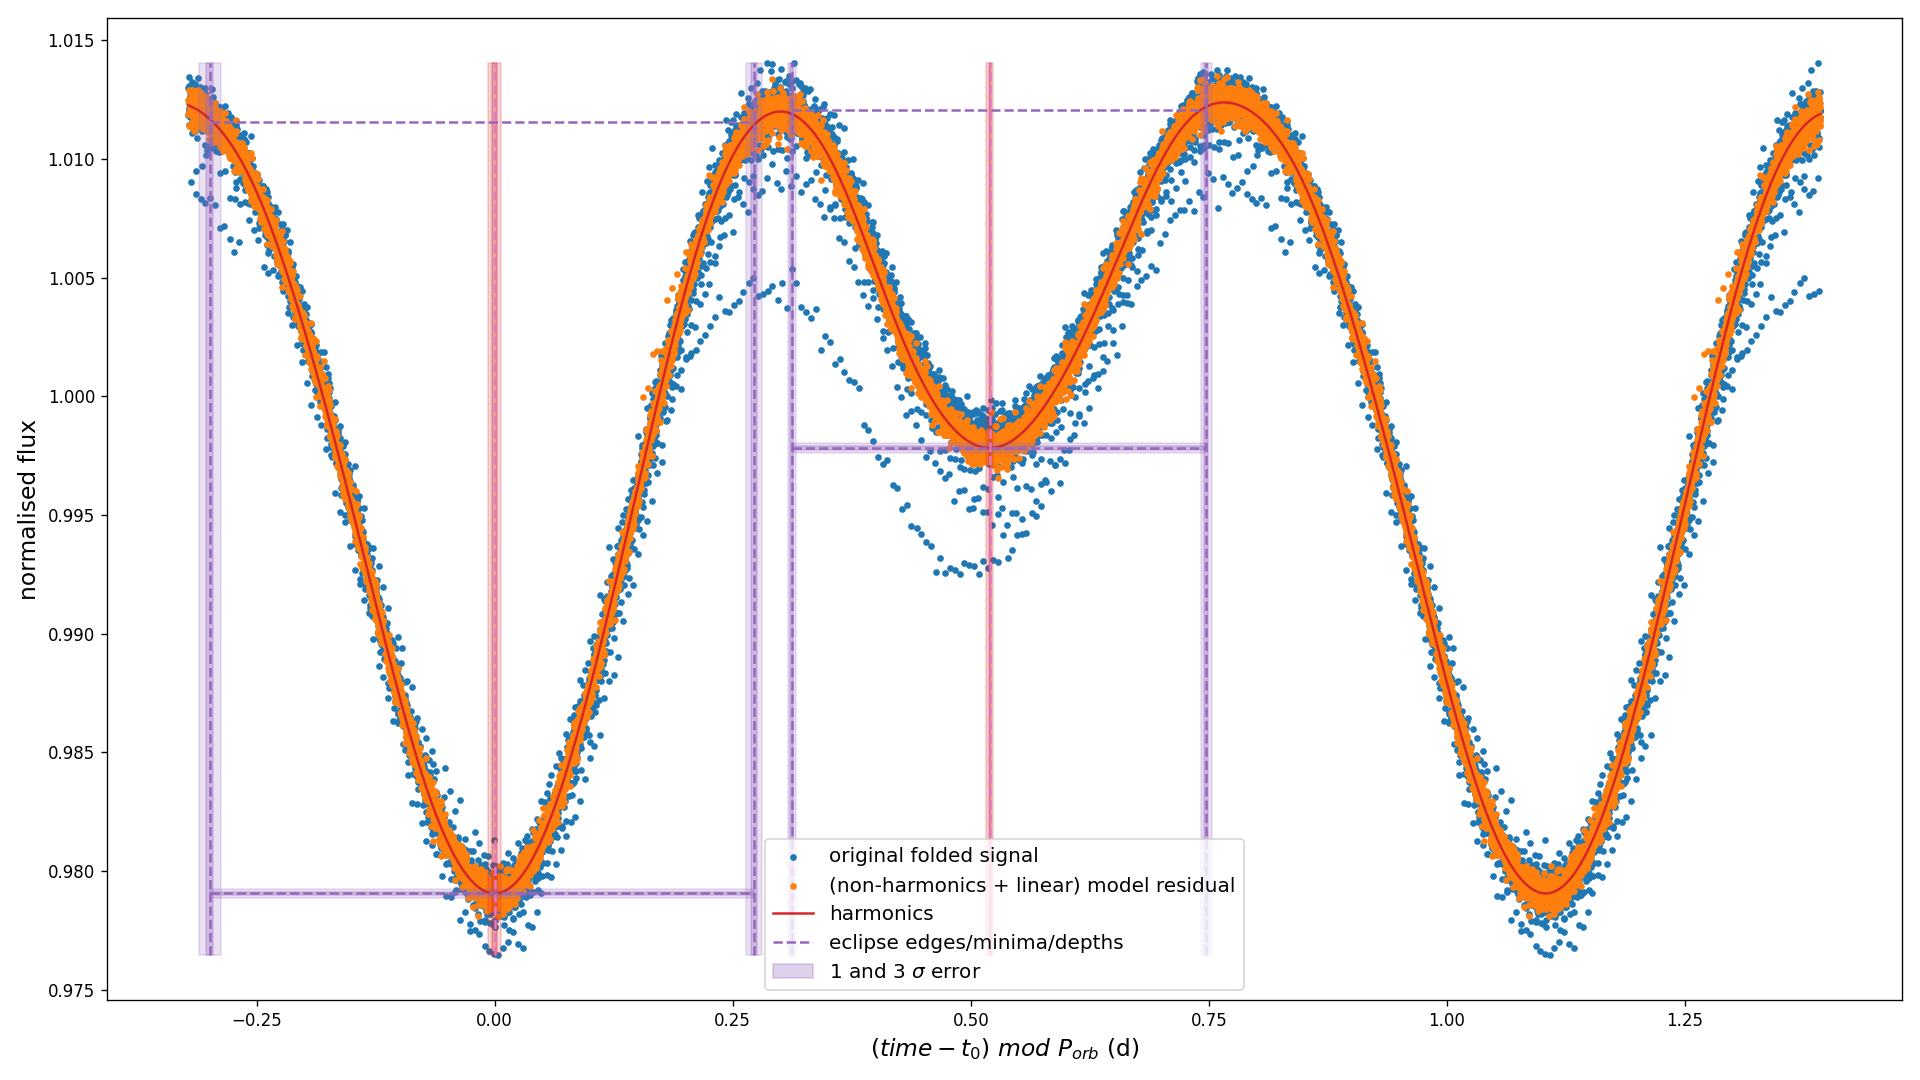 1.015
1.010
1.005
1.000
0.995
0.990
0.985
0.980
0.975
normalised flux
original folded signal
(non-harmonics + linear) model residual
harmonics
eclipse edges/minima/depths
1 and 3 σ error
−0.25 0.00 0.25 0.50 0.75 1.00 1.25
(time − t₀) mod P_orb (d)